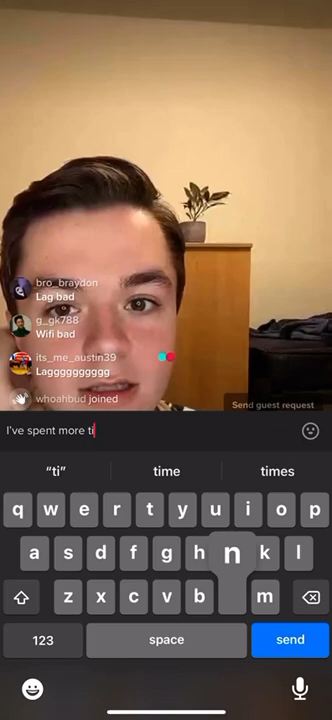 bro_braydon
Lag bad
g_gk788
Wifi bad
its_me_austin39
Lagggggggggg
whoahbud joined
Send guest request
I've spent more ti
“ti” time times
q w e r t y u i o p
a s d f g h n k l
z x c v b m
123 space send